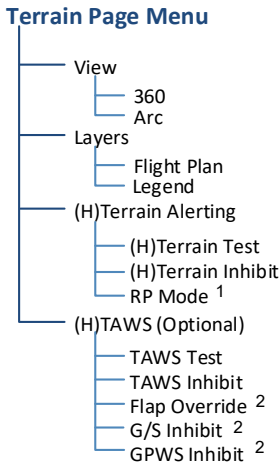 Terrain Page Menu
View
360
Arc
Layers
Flight Plan
Legend
(H)Terrain Alerting
(H)Terrain Test
(H)Terrain Inhibit
RP Mode 1
(H)TAWS (Optional)
TAWS Test
TAWS Inhibit
Flap Override 2
G/S Inhibit 2
GPWS Inhibit 2